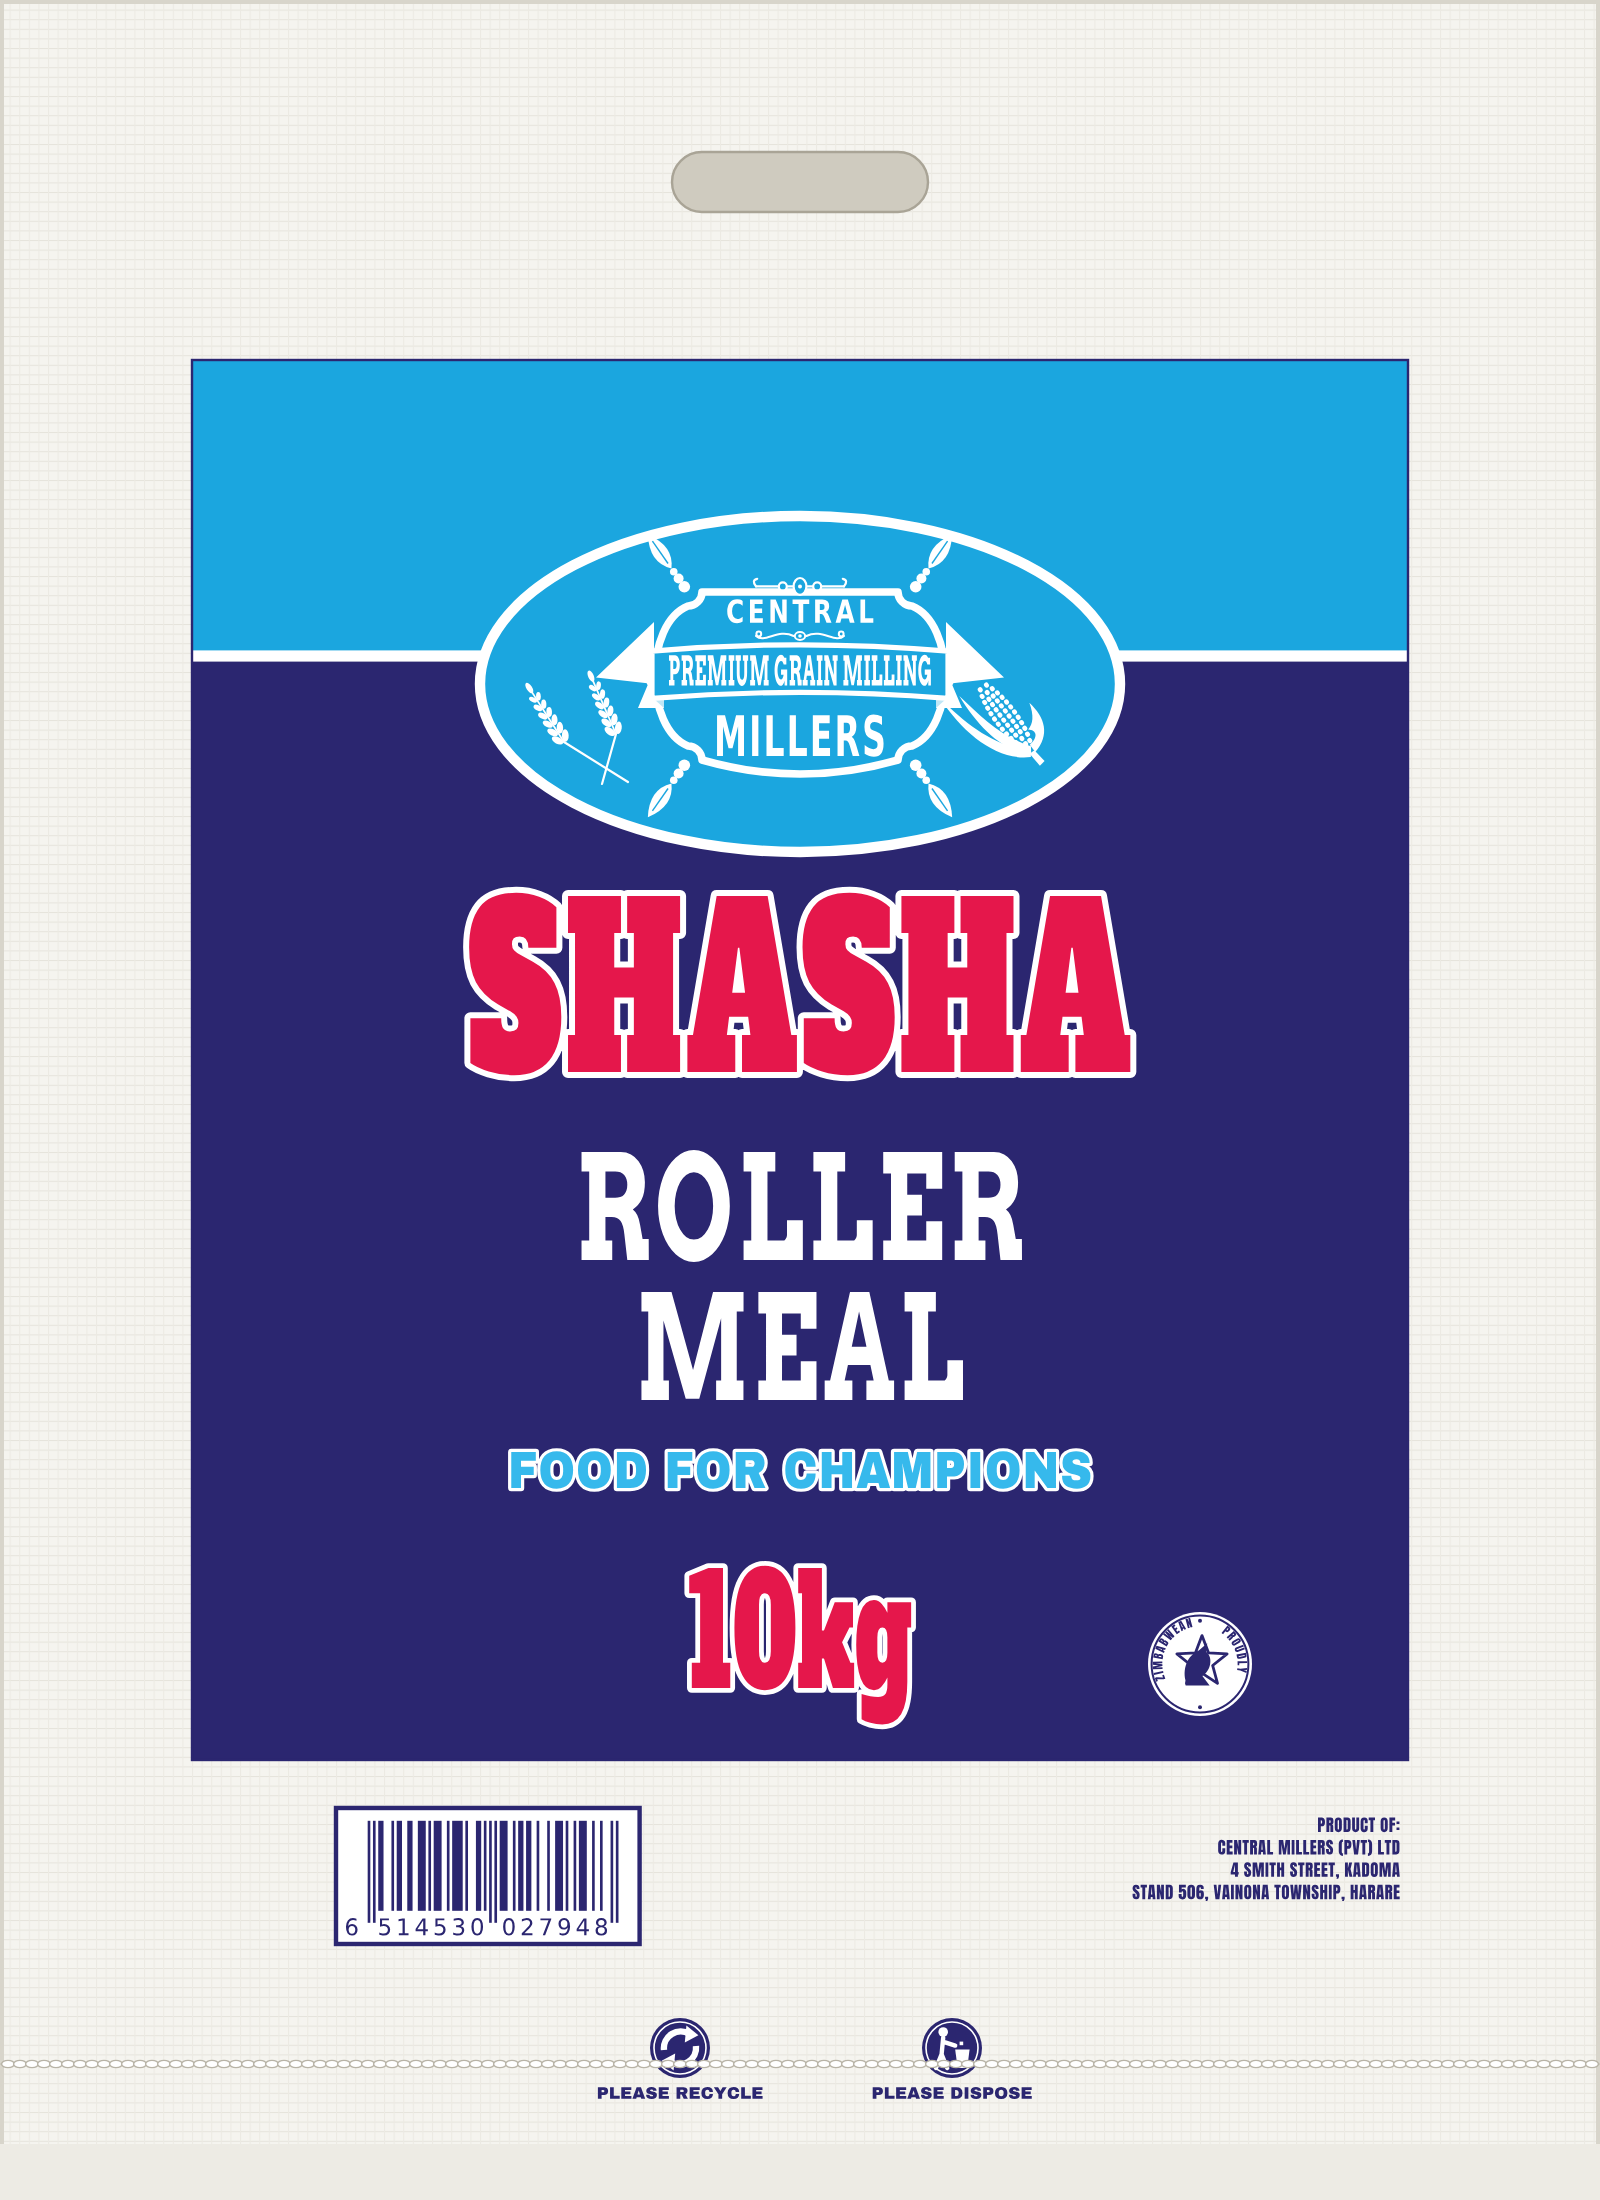 CENTRAL
PREMIUM GRAIN MILLING
MILLERS
SHASHA
ROLLER
MEAL
FOOD FOR CHAMPIONS
10kg
ZIMBABWEAN • PROUDLY •
6 514530 027948
PRODUCT OF:
CENTRAL MILLERS (PVT) LTD
4 SMITH STREET, KADOMA
STAND 506, VAINONA TOWNSHIP, HARARE
PLEASE RECYCLE
PLEASE DISPOSE